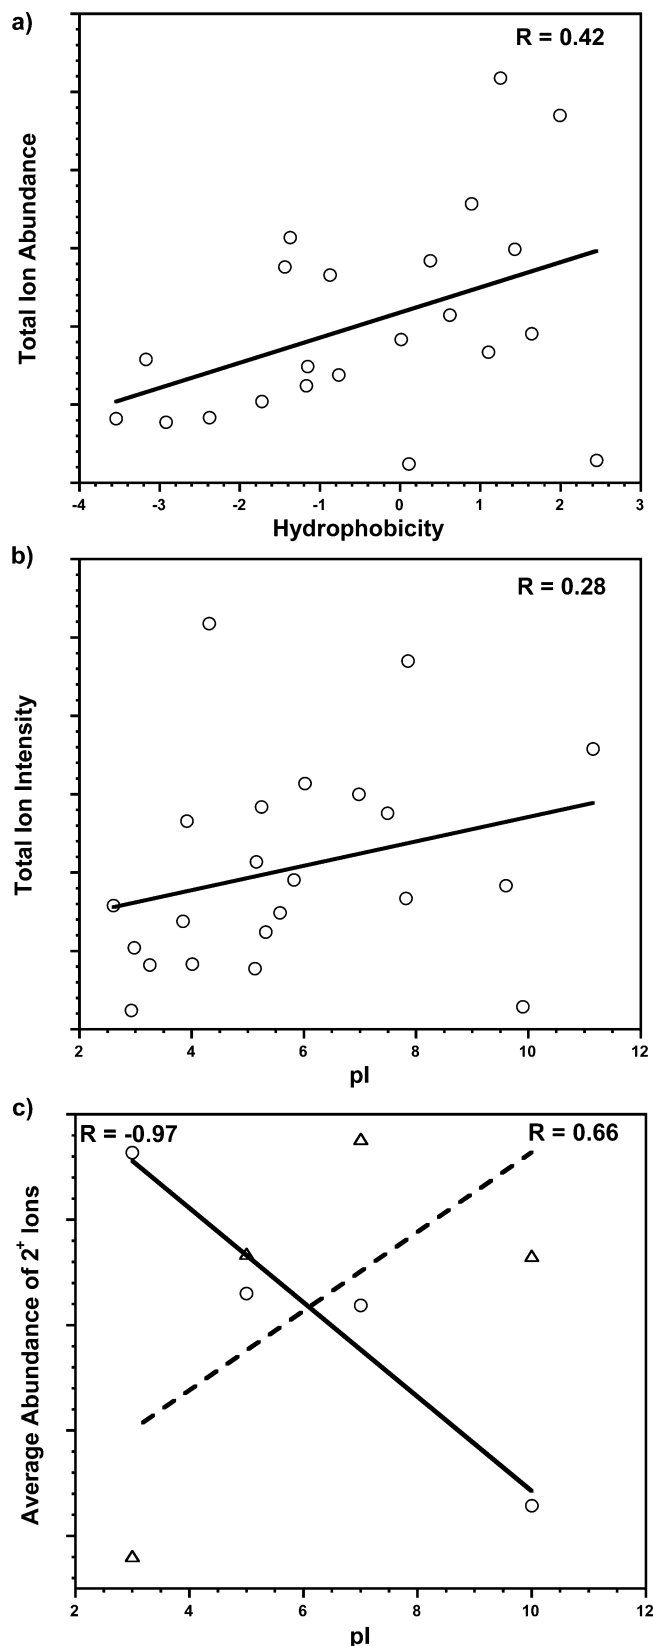 a)
R = 0.42
Total Ion Abundance
-4 -3 -2 -1 0 1 2 3
Hydrophobicity
b)
R = 0.28
Total Ion Intensity
2 4 6 8 10 12
pI
c)
R = -0.97 R = 0.66
Average Abundance of 2⁺ Ions
2 4 6 8 10 12
pI